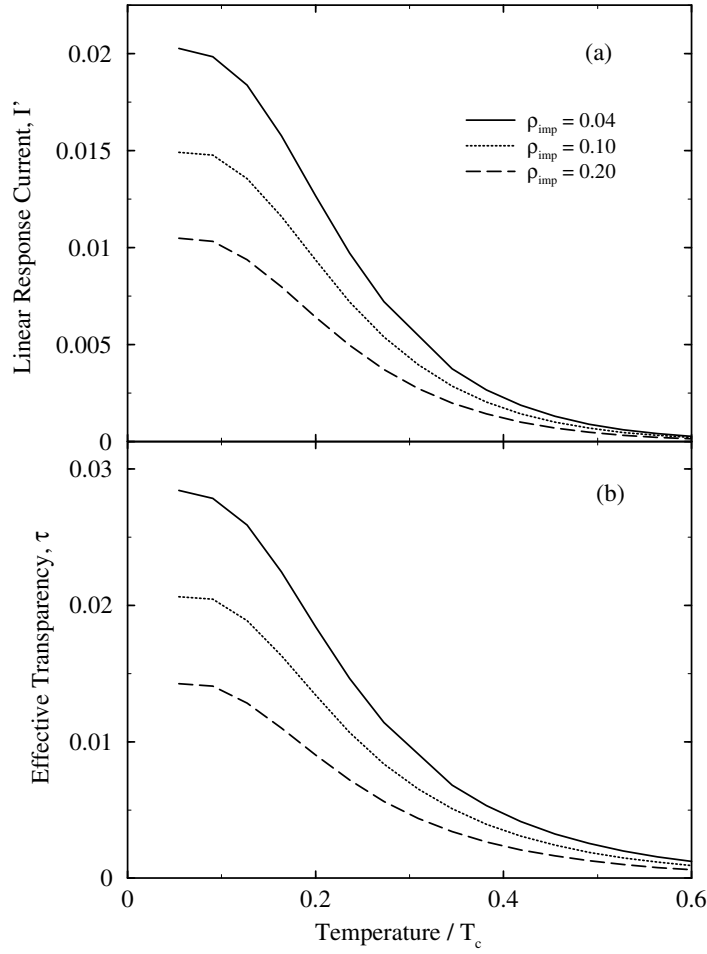 0.02
(a)
ρimp = 0.04
ρimp = 0.10
ρimp = 0.20
0.015
0.01
0.005
0
Linear Response Current, I’
0.03
(b)
0.02
0.01
0
Effective Transparency, τ
0 0.2 0.4 0.6
Temperature / Tc